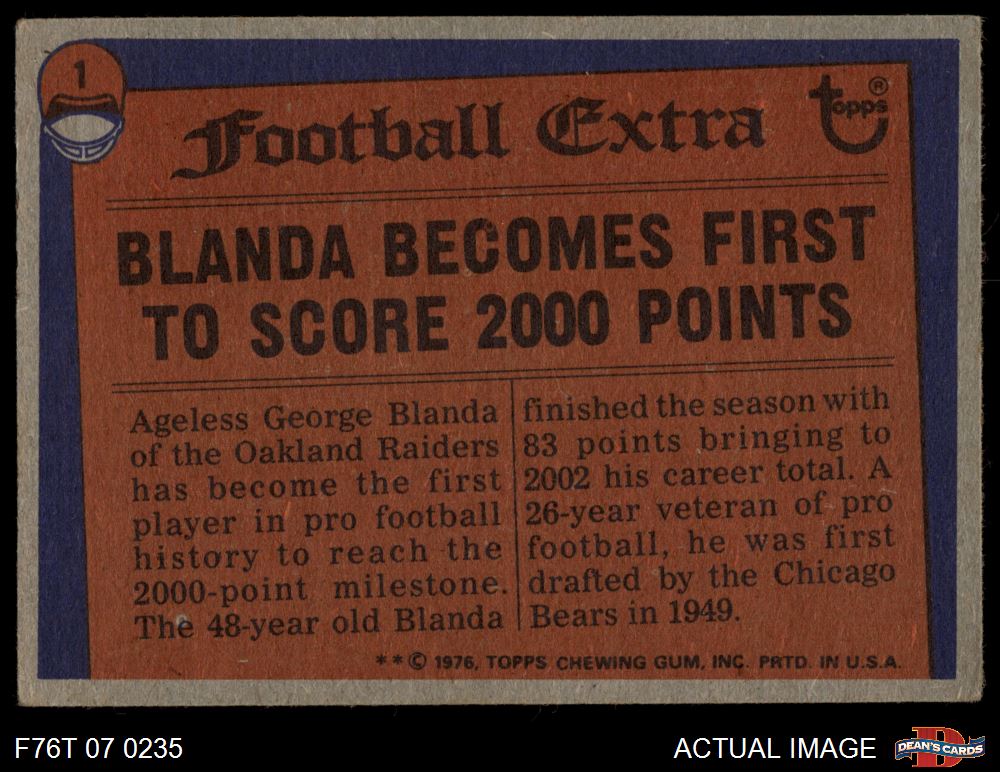 1
Football Extra
topps ®
BLANDA BECOMES FIRST
TO SCORE 2000 POINTS
Ageless George Blanda
of the Oakland Raiders
has become the first
player in pro football
history to reach the
2000-point milestone.
The 48-year old Blanda
finished the season with
83 points bringing to
2002 his career total. A
26-year veteran of pro
football, he was first
drafted by the Chicago
Bears in 1949.
* * © 1976, TOPPS CHEWING GUM, INC. PRTD. IN U.S.A.
F76T 07 0235
ACTUAL IMAGE
D
DEAN'S CARDS